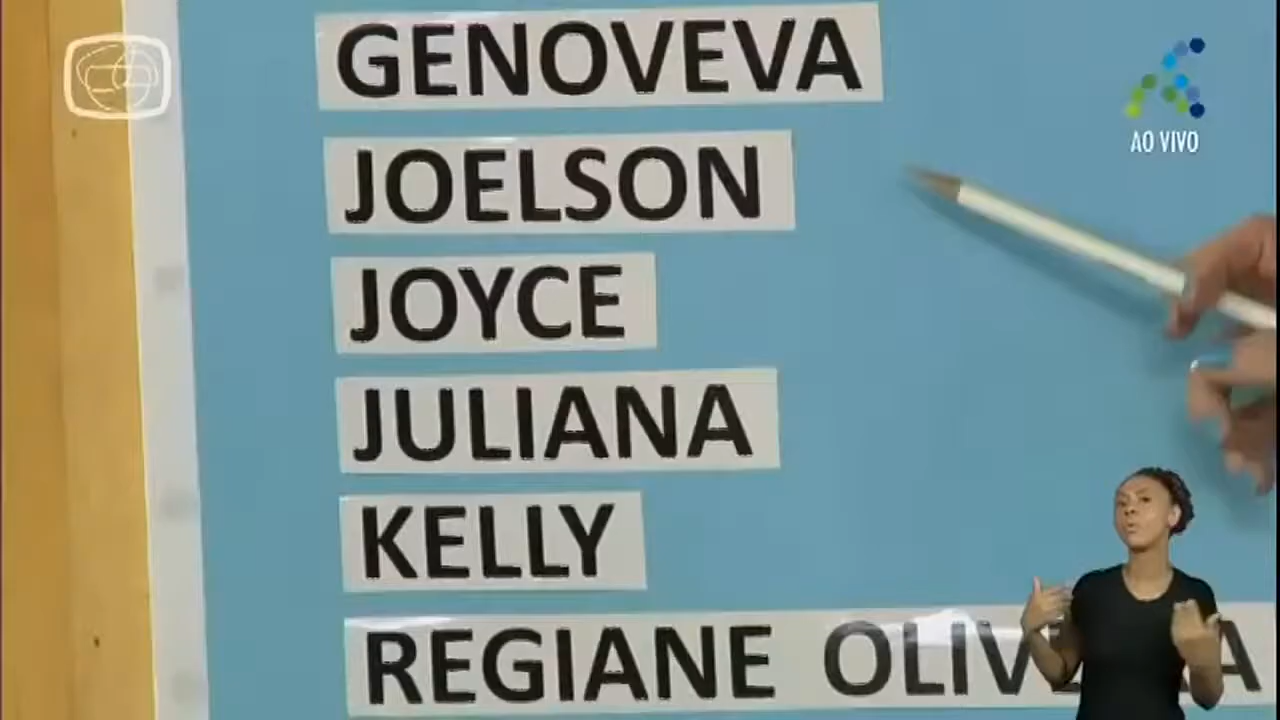 GENOVEVA
AO VIVO
JOELSON
JOYCE
JULIANA
KELLY
REGIANE